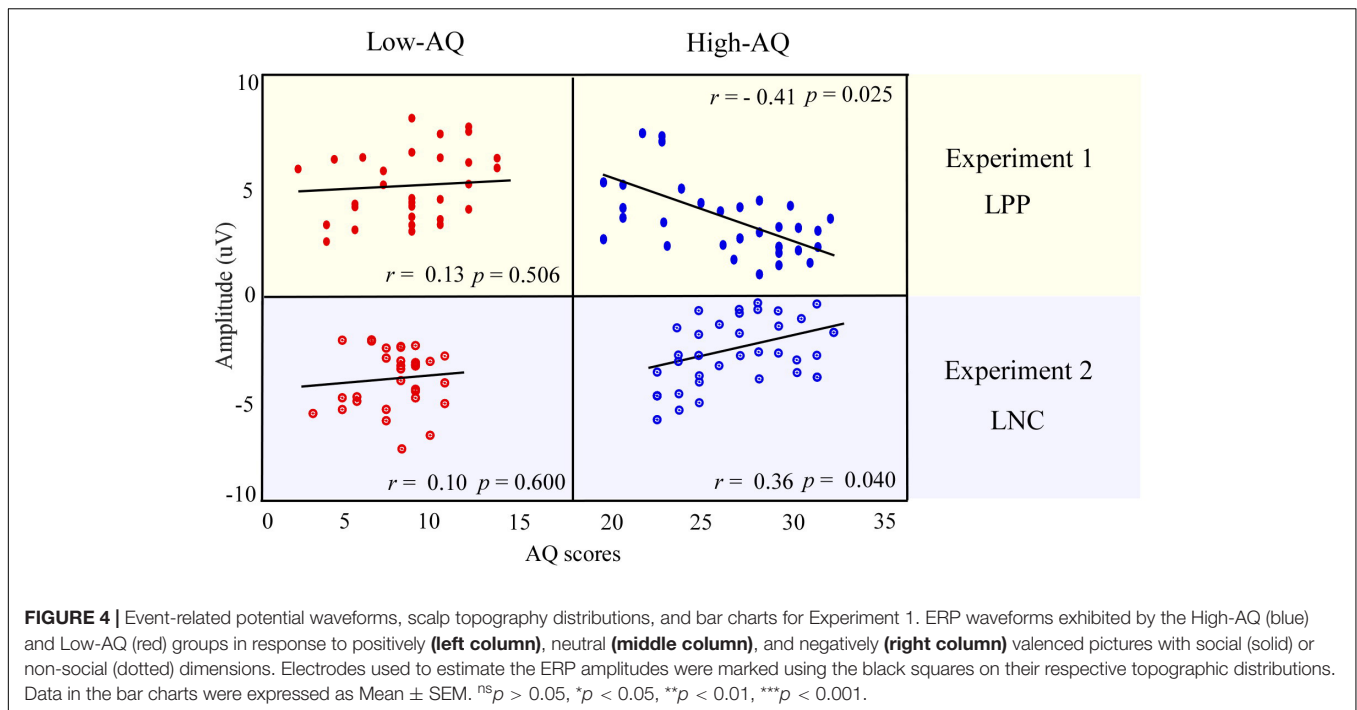 Low-AQ High-AQ
10
r = - 0.41 p = 0.025
Experiment 1
LPP
5
r = 0.13 p = 0.506
0
Amplitude (uV)
Experiment 2
LNC
-5
r = 0.10 p = 0.600
r = 0.36 p = 0.040
-10
0 5 10 15 20 25 30 35
AQ scores
FIGURE 4 | Event-related potential waveforms, scalp topography distributions, and bar charts for Experiment 1. ERP waveforms exhibited by the High-AQ (blue)
and Low-AQ (red) groups in response to positively (left column), neutral (middle column), and negatively (right column) valenced pictures with social (solid) or
non-social (dotted) dimensions. Electrodes used to estimate the ERP amplitudes were marked using the black squares on their respective topographic distributions.
Data in the bar charts were expressed as Mean ± SEM. nsp > 0.05, *p < 0.05, **p < 0.01, ***p < 0.001.